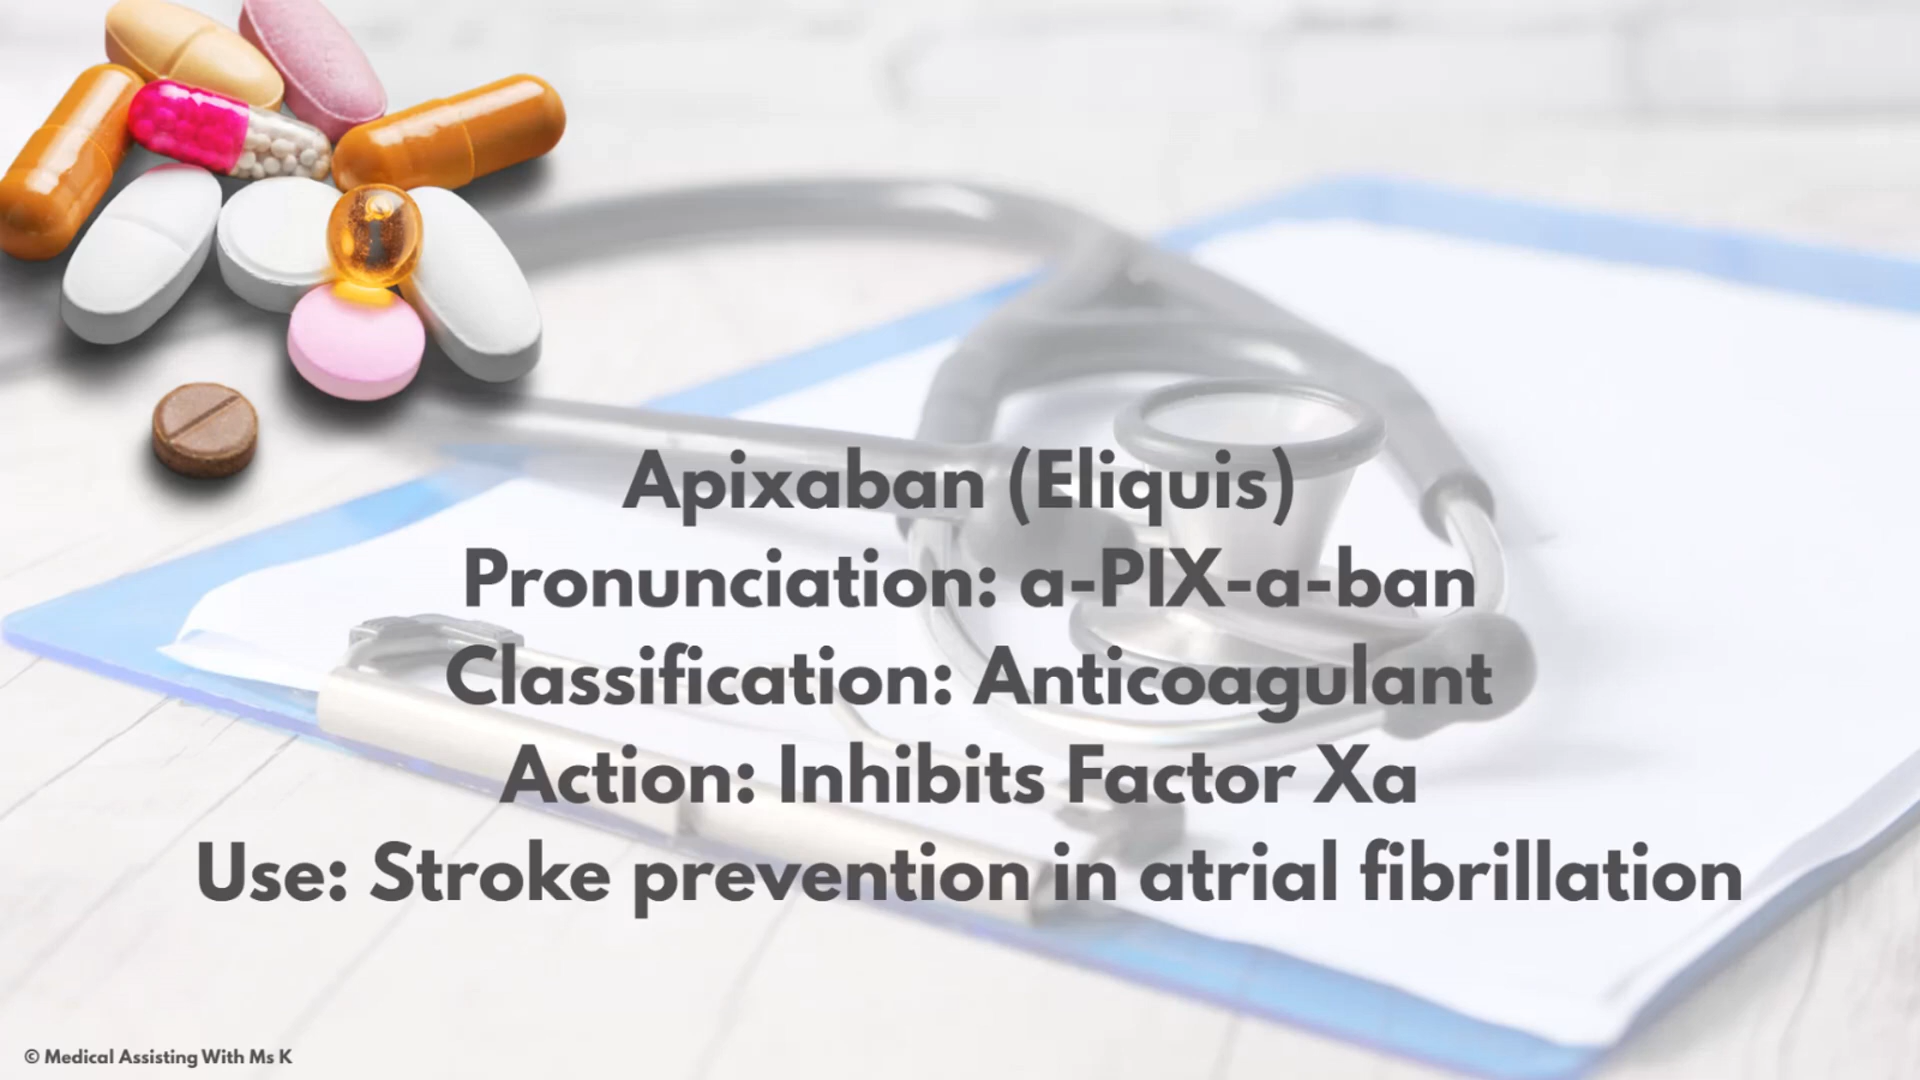 Apixaban (Eliquis)
Pronunciation: a-PIX-a-ban
Classification: Anticoagulant
Action: Inhibits Factor Xa
Use: Stroke prevention in atrial fibrillation
© Medical Assisting With Ms K